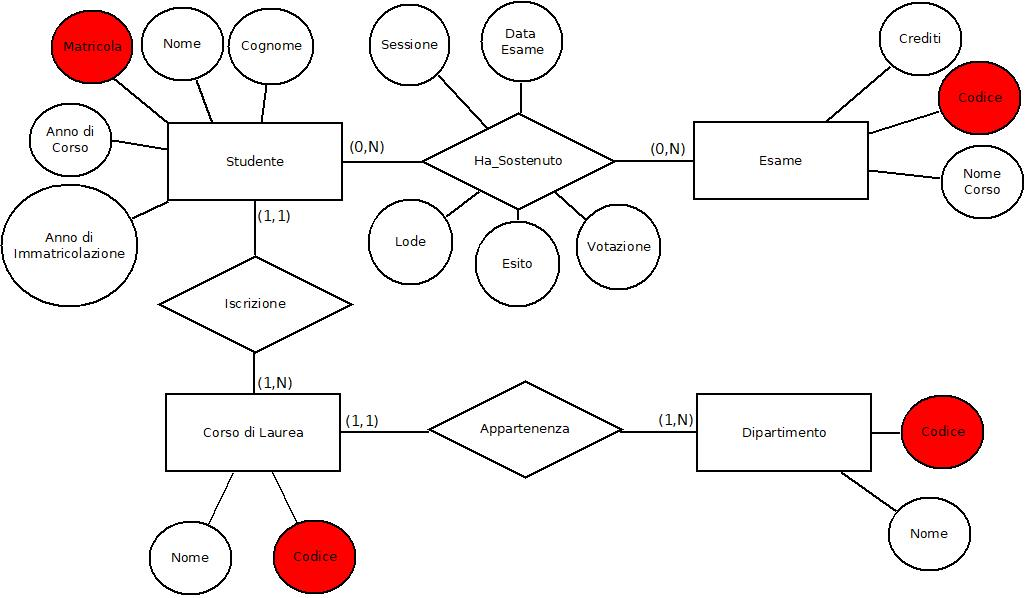 Matricola
Nome
Cognome
Sessione
Data
Esame
Crediti
Codice
Anno di
Corso
Studente
(0,N)
Ha_Sostenuto
(0,N)
Esame
Nome
Corso
Anno di
Immatricolazione
(1,1)
Lode
Esito
Votazione
Iscrizione
(1,N)
Corso di Laurea
(1,1)
Appartenenza
(1,N)
Dipartimento
Codice
Nome
Codice
Nome